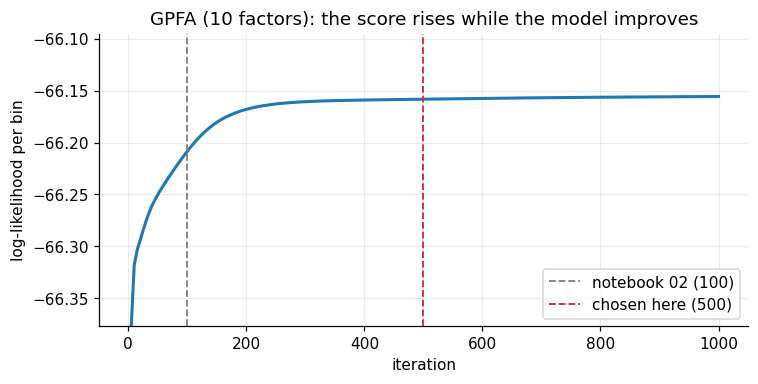 GPFA (10 factors): the score rises while the model improves
log-likelihood per bin
−66.10
−66.15
−66.20
−66.25
−66.30
−66.35
0
200
400
600
800
1000
iteration
notebook 02 (100)
chosen here (500)